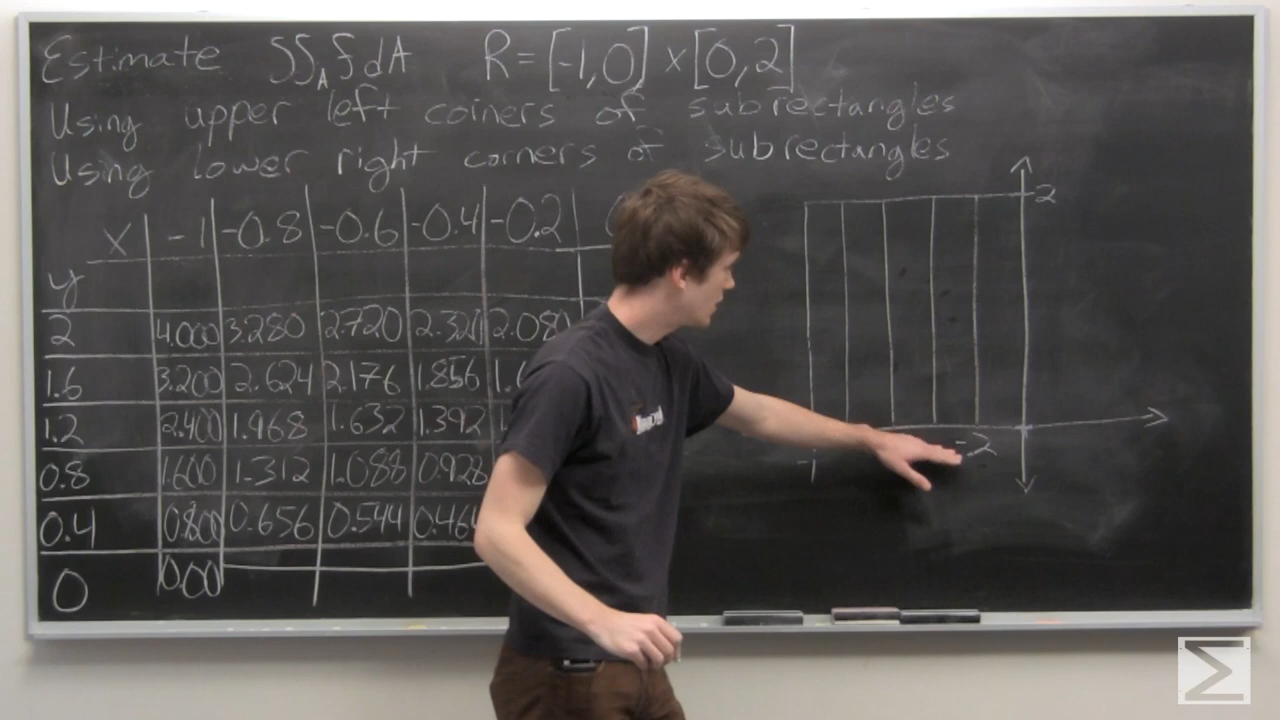 Estimate ∫∫_A f dA R = [-1,0] × [0,2]
Using upper left corners of subrectangles
Using lower right corners of subrectangles
x -1 -0.8 -0.6 -0.4 -0.2
y
2 4.000 3.280 2.720 2.320 2.080
1.6 3.200 2.624 2.176 1.856
1.2 2.400 1.968 1.632 1.392
0.8 1.600 1.312 1.088 0.928
0.4 0.800 0.656 0.544 0.464
0 0.00
2
-1 -.2
Σ